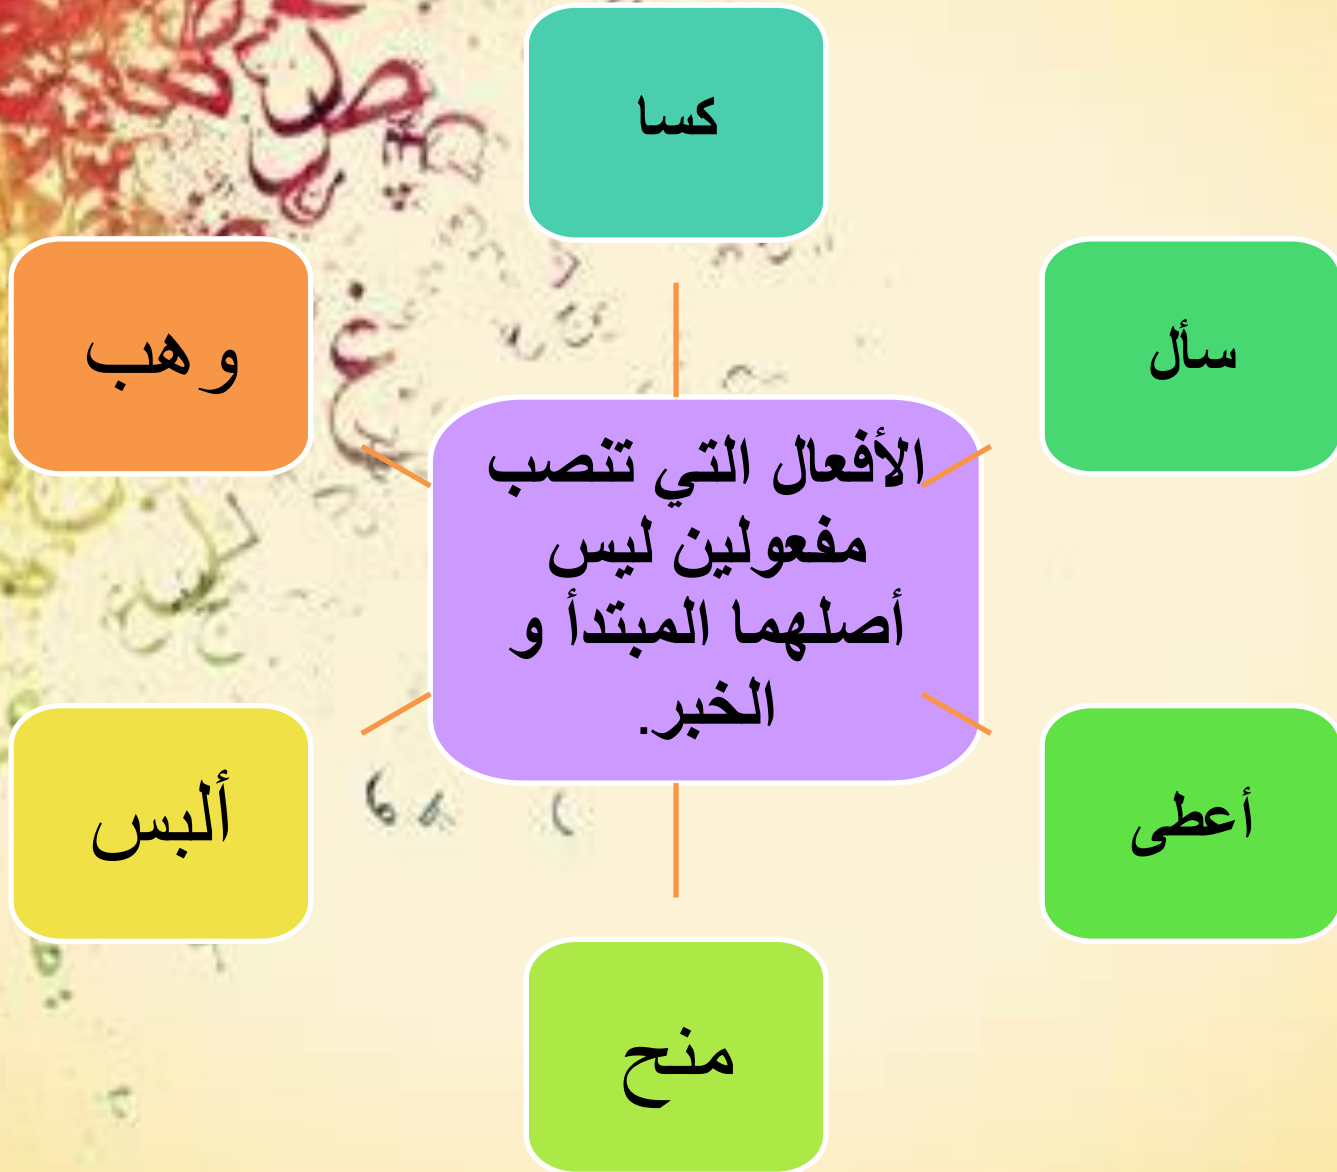 كسا
سأل
وهب
الأفعال التي تنصب
مفعولين ليس
أصلهما المبتدأ و
الخبر.
أعطى
ألبس
منح